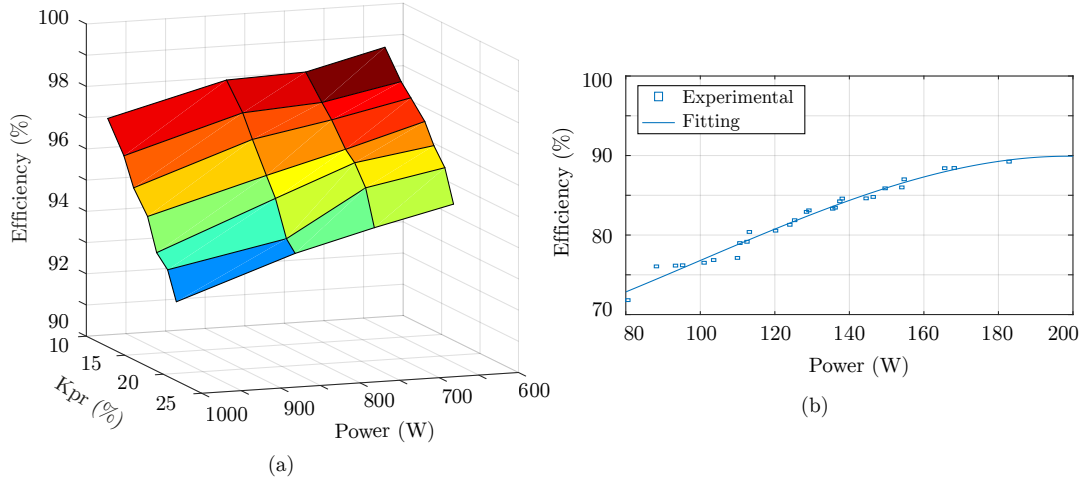 100
98
96
94
92
90
Efficiency (%)
10
15
20
25
Kpr (%)
1000
900
800
700
600
Power (W)
(a)
100
90
80
70
Efficiency (%)
Experimental
Fitting
80
100
120
140
160
180
200
Power (W)
(b)